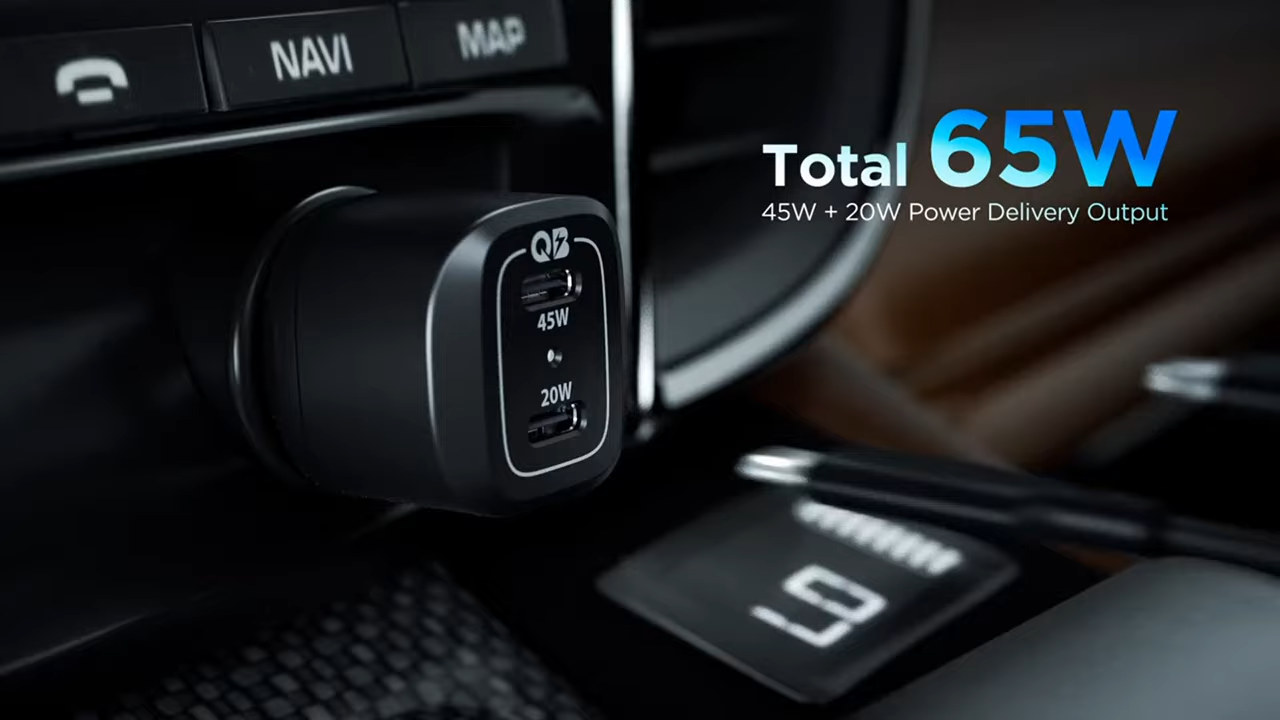 NAVI
MAP
Total 65W
45W + 20W Power Delivery Output
QB
45W
20W